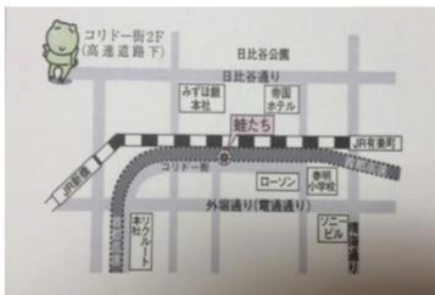 コリドー街2F
(高速道路下)
日比谷公園
日比谷通り
みずほ銀
本社
帝国
ホテル
蛙たち
JR有楽町
JR新橋
コリドー街
ローソン
泰明
小学校
外堀通り(電通通り)
リクルート
本社
ソニー
ビル
晴海通り